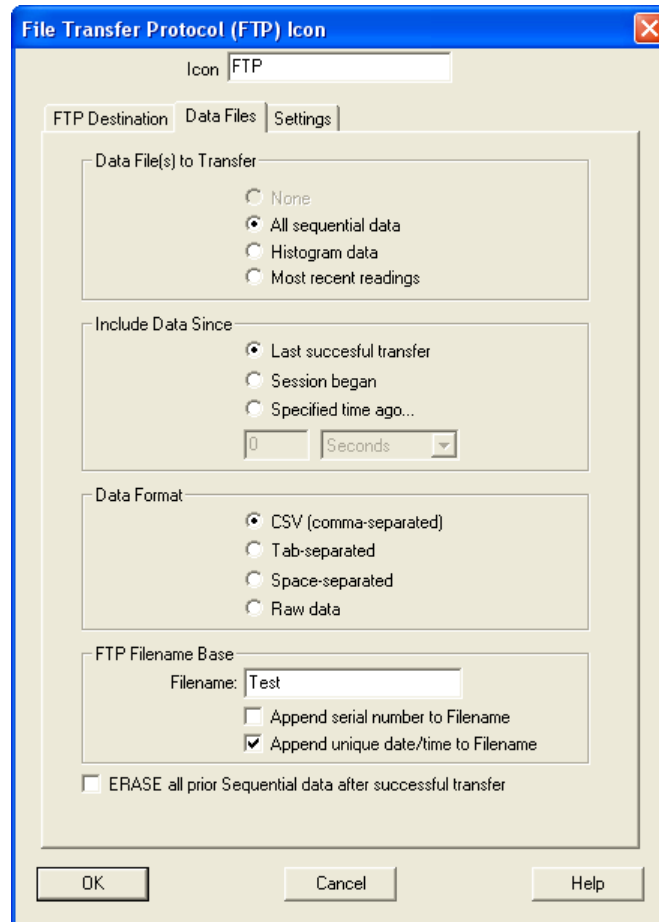 File Transfer Protocol (FTP) Icon
Icon FTP
FTP Destination Data Files Settings
Data File(s) to Transfer
None
All sequential data
Histogram data
Most recent readings
Include Data Since
Last succesful transfer
Session began
Specified time ago...
0 Seconds
Data Format
CSV (comma-separated)
Tab-separated
Space-separated
Raw data
FTP Filename Base
Filename: Test
Append serial number to Filename
Append unique date/time to Filename
ERASE all prior Sequential data after successful transfer
OK Cancel Help